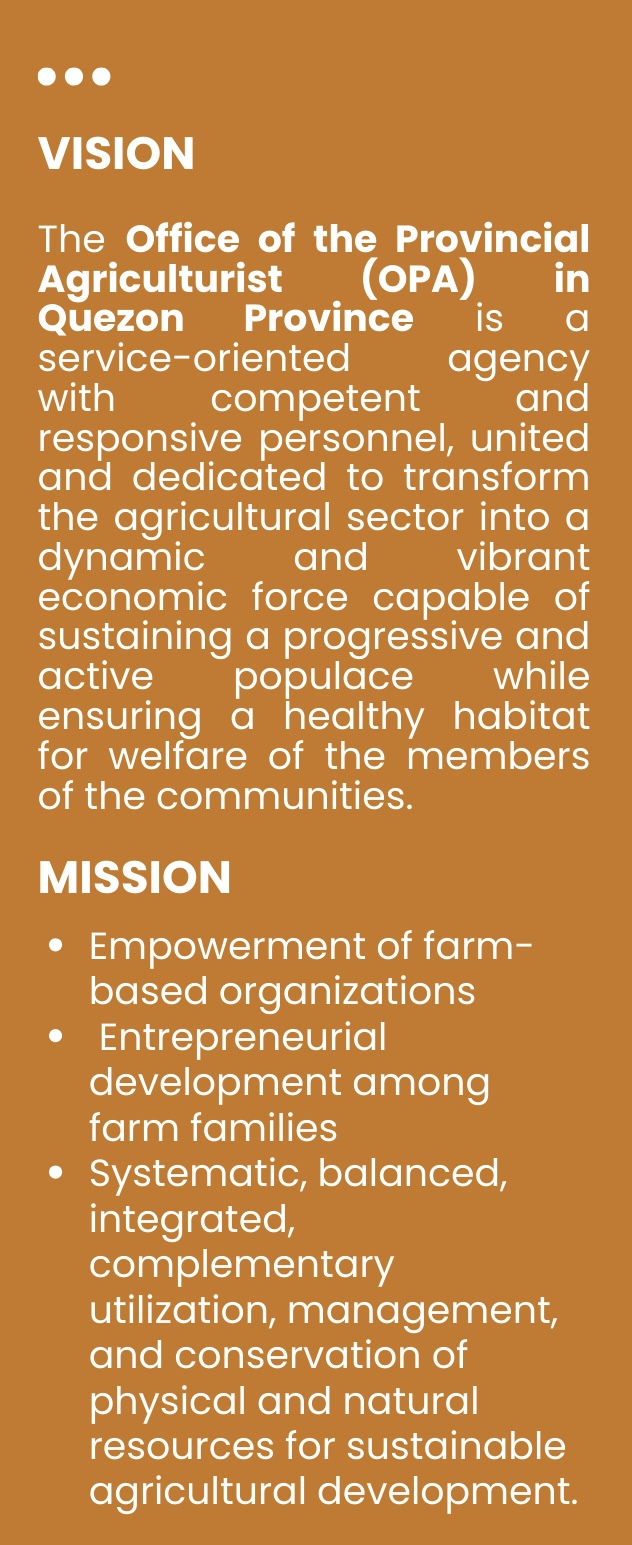 VISION
The Office of the Provincial
Agriculturist (OPA) in
Quezon Province is a
service-oriented agency
with competent and
responsive personnel, united
and dedicated to transform
the agricultural sector into a
dynamic and vibrant
economic force capable of
sustaining a progressive and
active populace while
ensuring a healthy habitat
for welfare of the members
of the communities.
MISSION
• Empowerment of farm-
based organizations
• Entrepreneurial
development among
farm families
• Systematic, balanced,
integrated,
complementary
utilization, management,
and conservation of
physical and natural
resources for sustainable
agricultural development.